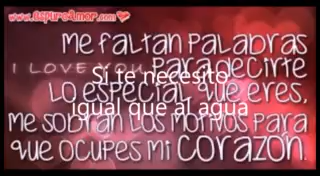 www.aspuroAmor.com
ME FALTAN PALABRAS
I LOVE YOU PARA DECIRTE
Si te necesito
LO ESPECIAL QUE ERES,
igual que al agua
ME SOBRAN LOS MOTIVOS PARA
QUE OCUPES MI CORAZÓN.